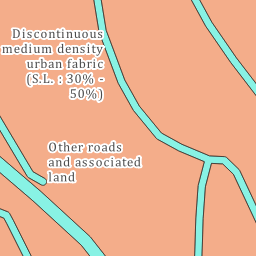 Discontinuous
medium density
urban fabric
(S.L. : 30% -
50%)
Other roads
and associated
land